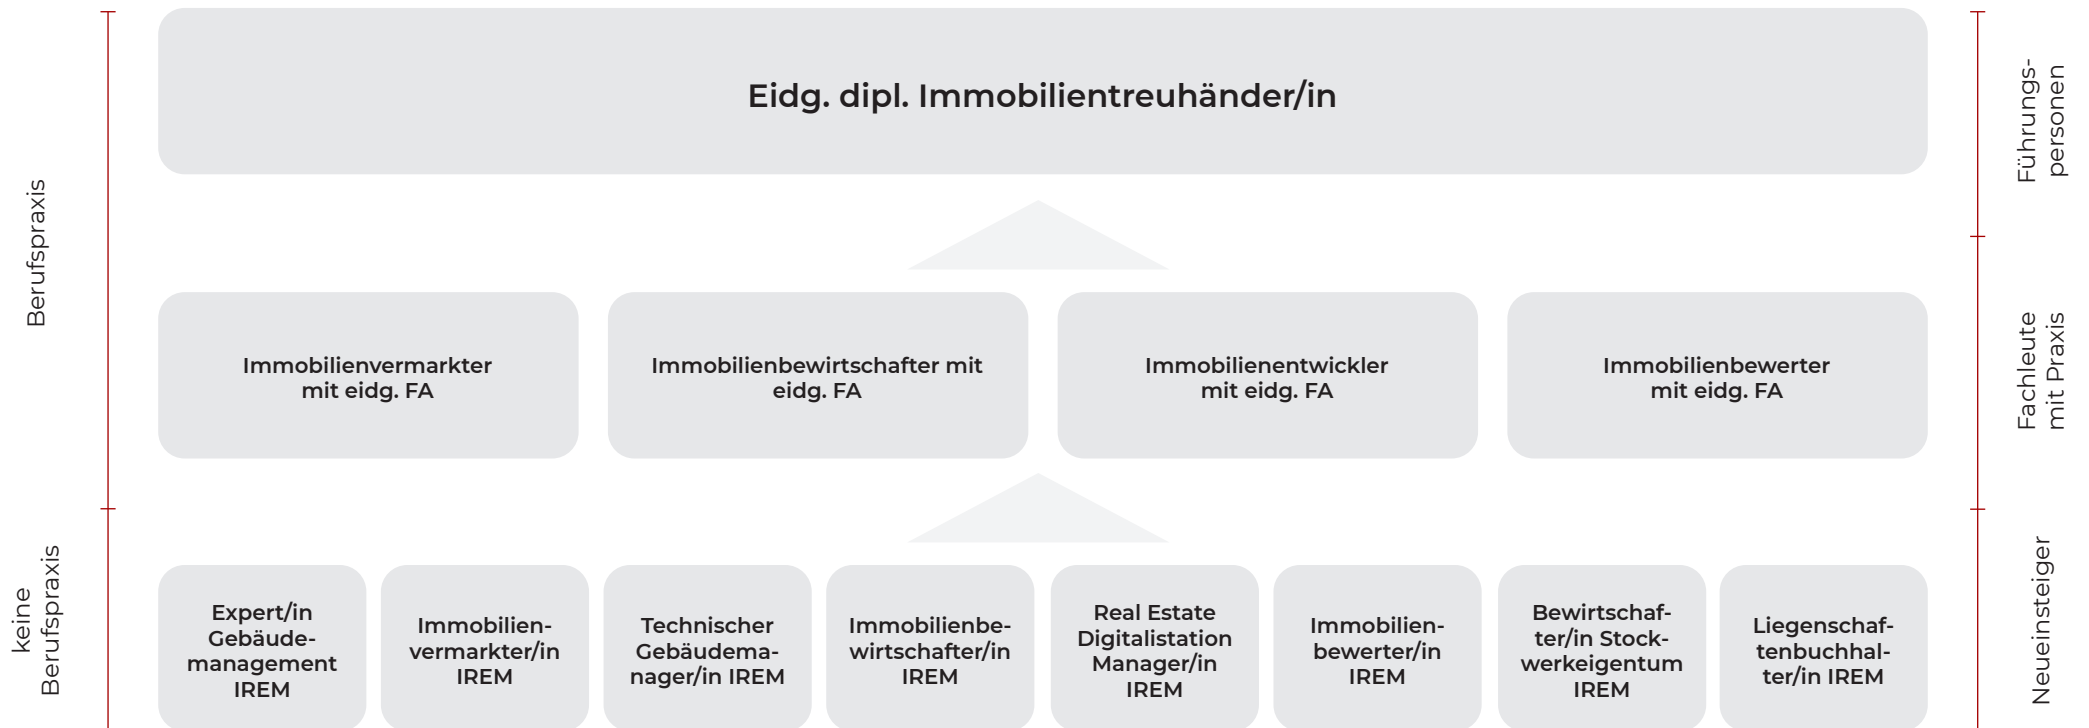 Eidg. dipl. Immobilientreuhänder/in
Führungs-
personen
Berufspraxis
Immobilienvermarkter
mit eidg. FA
Immobilienbewirtschafter mit
eidg. FA
Immobilienentwickler
mit eidg. FA
Immobilienbewerter
mit eidg. FA
Fachleute
mit Praxis
keine
Berufspraxis
Expert/in
Gebäude-
management
IREM
Immobilien-
vermarkter/in
IREM
Technischer
Gebäudema-
nager/in IREM
Immobilienbe-
wirtschafter/in
IREM
Real Estate
Digitalistation
Manager/in
IREM
Immobilien-
bewerter/in
IREM
Bewirtschaf-
ter/in Stock-
werkeigentum
IREM
Liegenschaf-
tenbuchhal-
ter/in IREM
Neueinsteiger